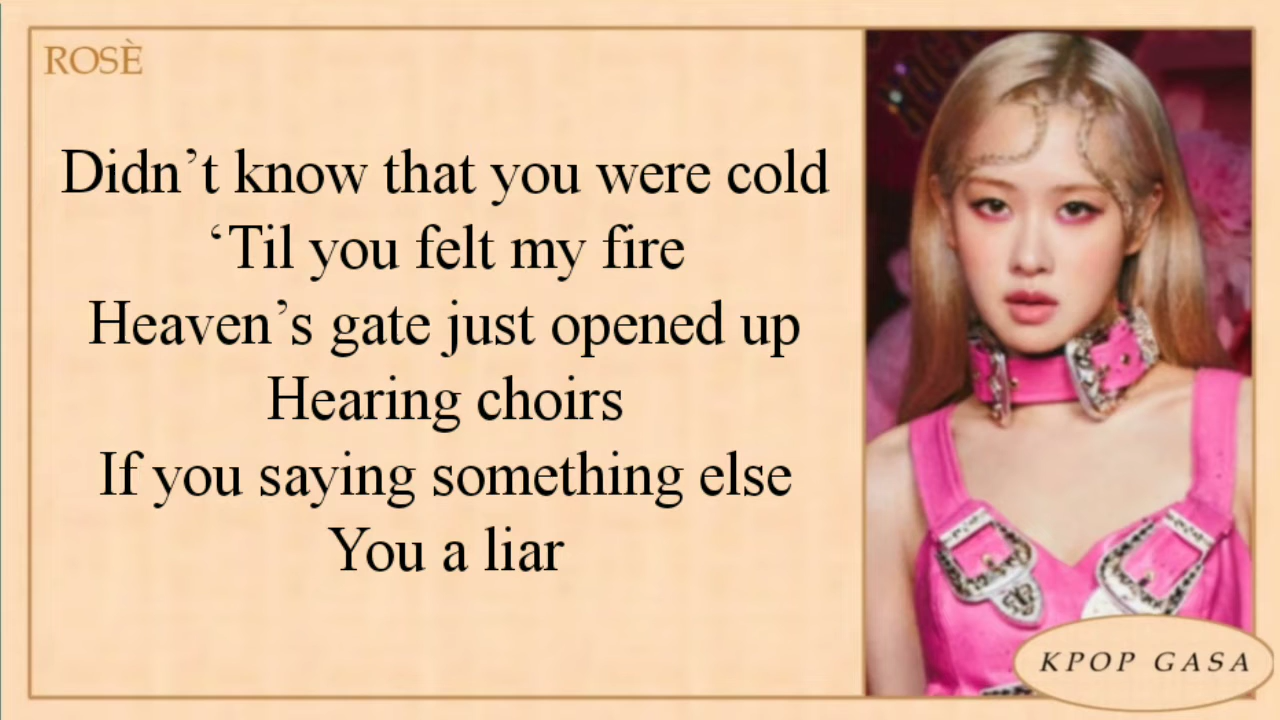 ROSÈ
Didn’t know that you were cold
‘Til you felt my fire
Heaven’s gate just opened up
Hearing choirs
If you saying something else
You a liar
KPOP GASA